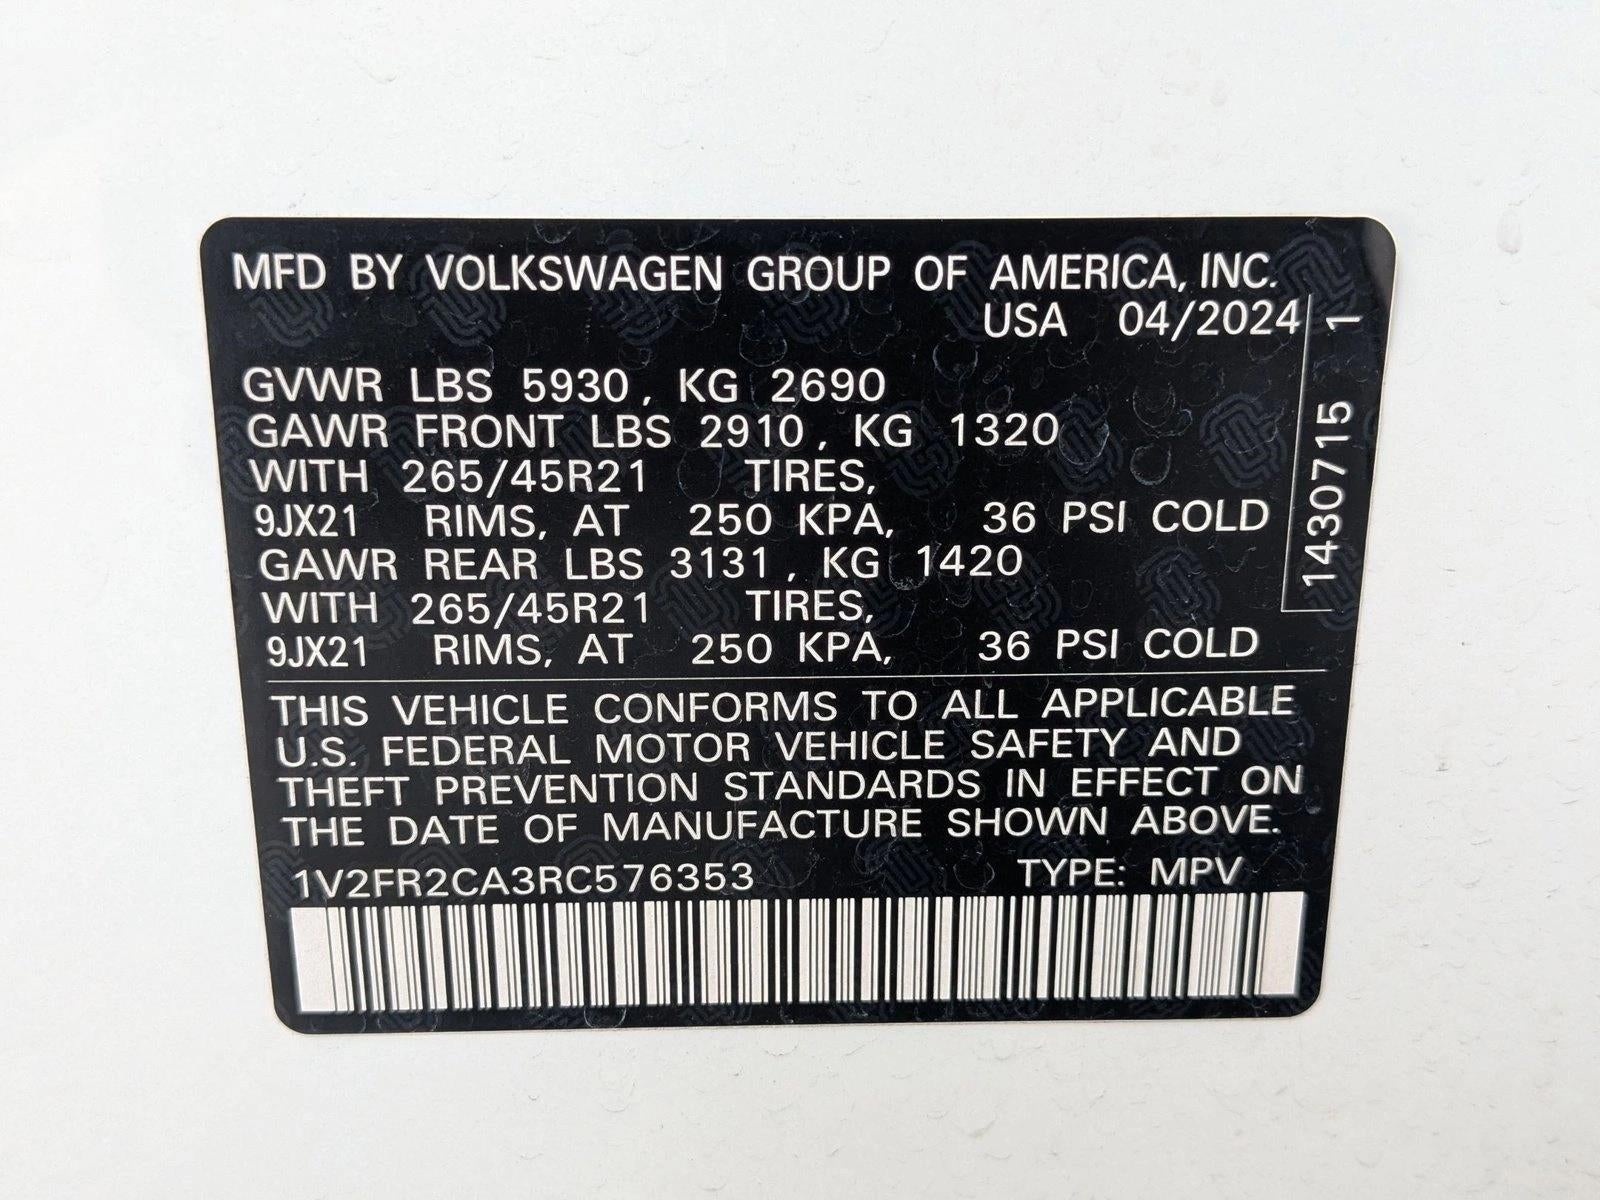 MFD BY VOLKSWAGEN GROUP OF AMERICA, INC.
USA 04/2024
GVWR LBS 5930, KG 2690
GAWR FRONT LBS 2910, KG 1320
WITH 265/45R21 TIRES,
9JX21 RIMS, AT 250 KPA, 36 PSI COLD
GAWR REAR LBS 3131, KG 1420
WITH 265/45R21 TIRES,
9JX21 RIMS, AT 250 KPA, 36 PSI COLD
1430715 1
THIS VEHICLE CONFORMS TO ALL APPLICABLE
U.S. FEDERAL MOTOR VEHICLE SAFETY AND
THEFT PREVENTION STANDARDS IN EFFECT ON
THE DATE OF MANUFACTURE SHOWN ABOVE.
1V2FR2CA3RC576353 TYPE: MPV